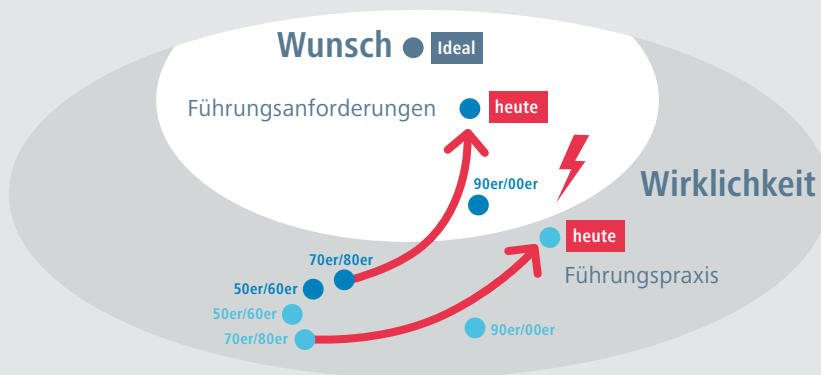 Wunsch
Ideal
Führungsanforderungen
heute
90er/00er
Wirklichkeit
heute
70er/80er
Führungspraxis
50er/60er
50er/60er
70er/80er
90er/00er